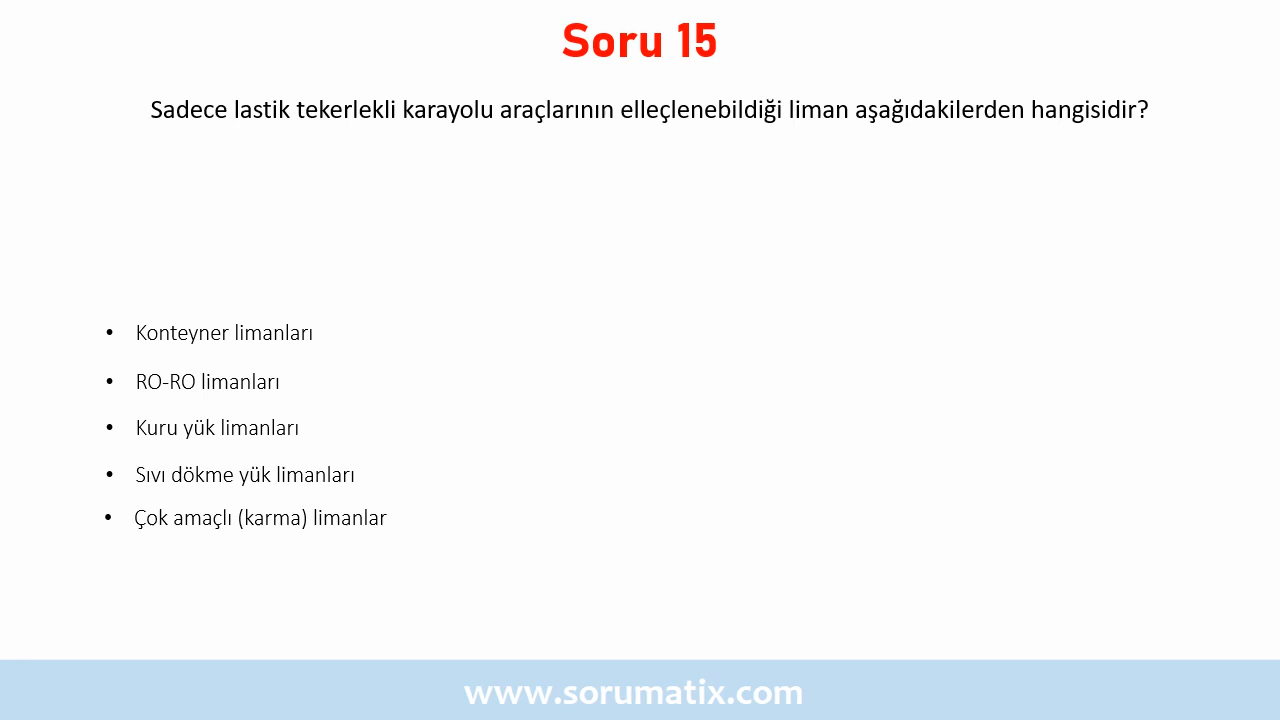 Soru 15
Sadece lastik tekerlekli karayolu araçlarının elleçlenebildiği liman aşağıdakilerden hangisidir?
• Konteyner limanları
• RO-RO limanları
• Kuru yük limanları
• Sıvı dökme yük limanları
• Çok amaçlı (karma) limanlar
www.sorumatix.com